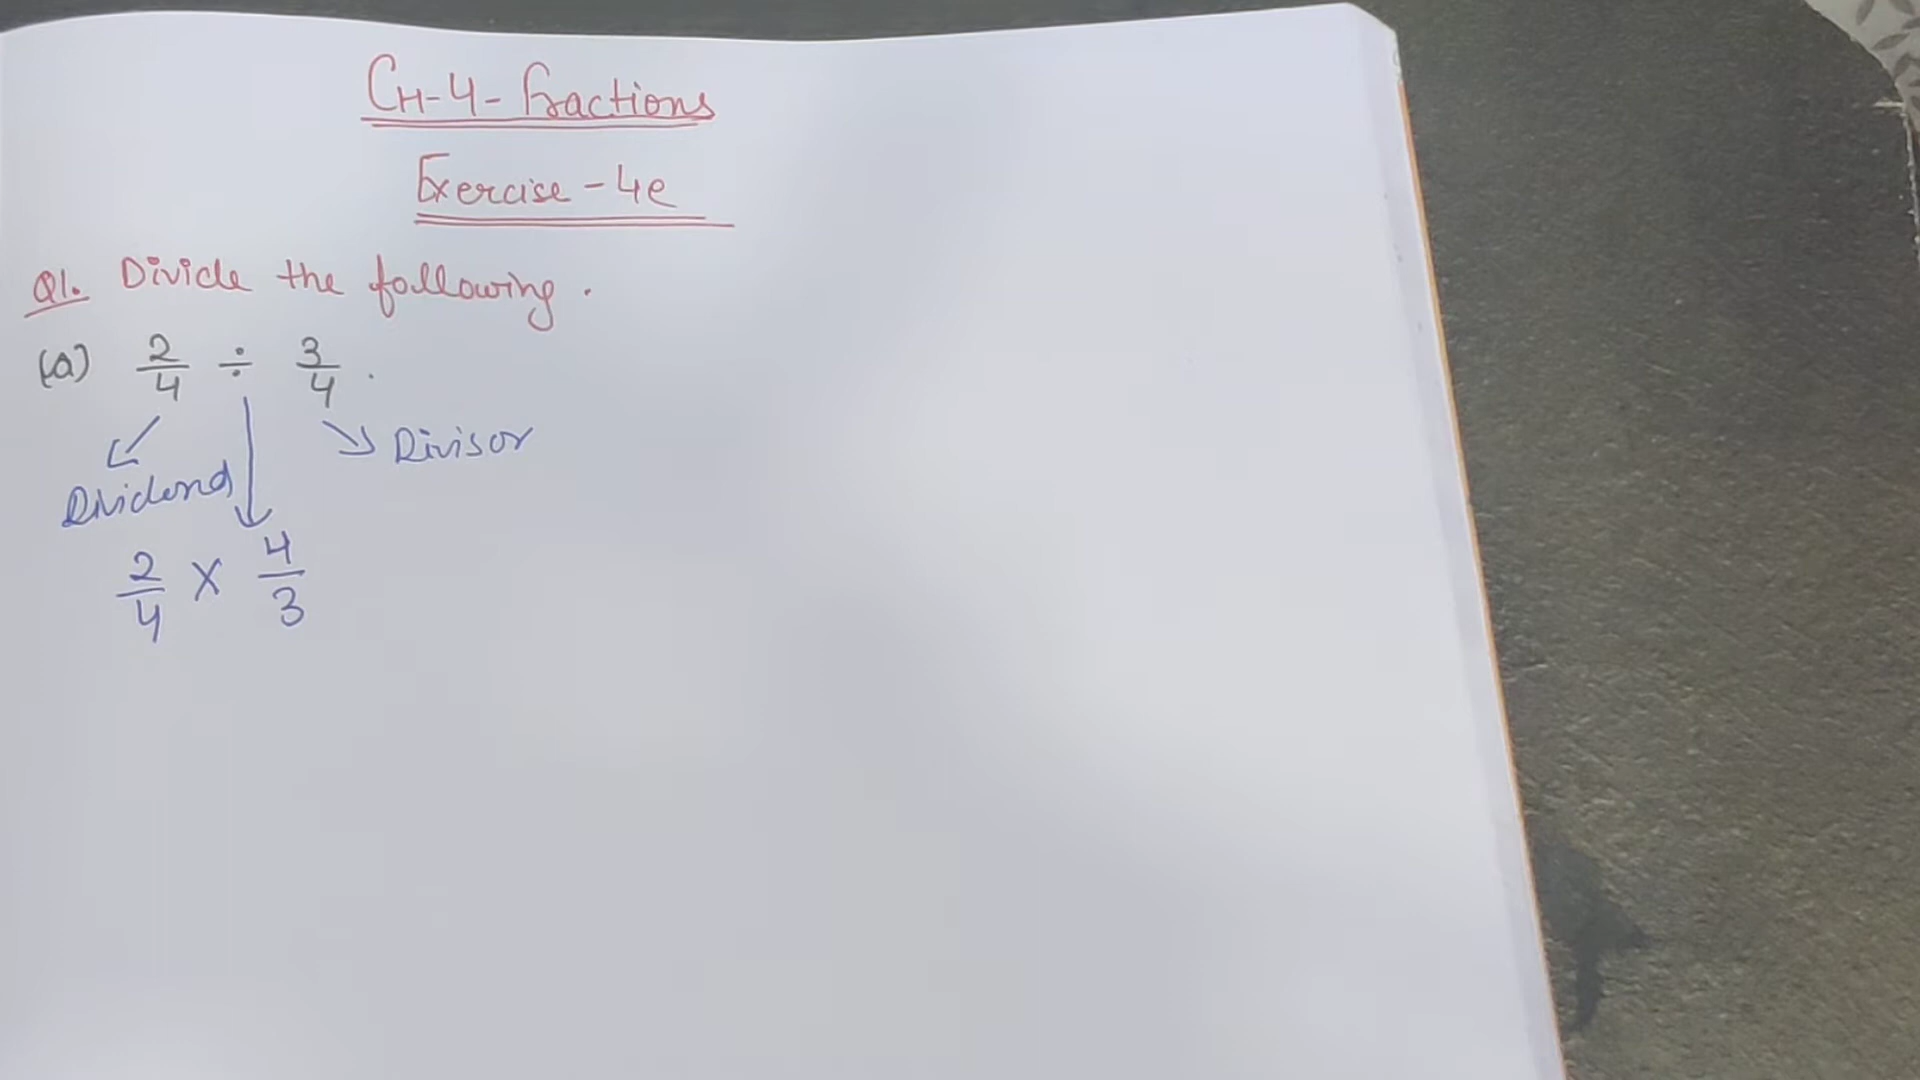 CH-4-Fractions
Exercise-4e
Q1. Divide the following.
(a) 2/4 ÷ 3/4.
Divisor
Dividend
2/4 × 4/3